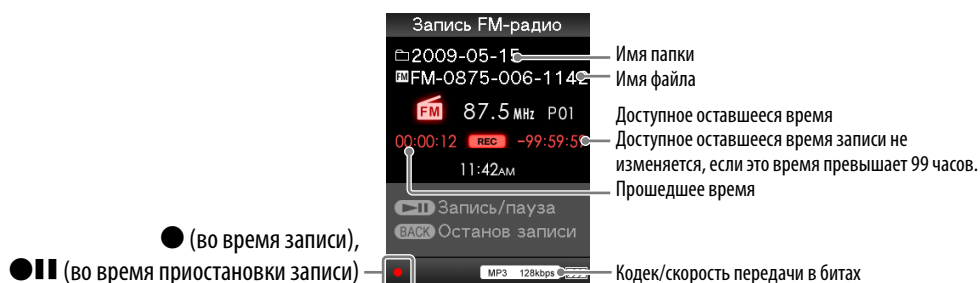 Запись FM-радио
2009-05-15
FM-0875-006-1142
FM 87.5 MHz P01
00:00:12 REC -99:59:59
11:42AM
►II Запись/пауза
BACK Останов записи
MP3 128kbps
Имя папки
Имя файла
Доступное оставшееся время
Доступное оставшееся время записи не
изменяется, если это время превышает 99 часов.
Прошедшее время
Кодек/скорость передачи в битах
● (во время записи),
●II (во время приостановки записи)